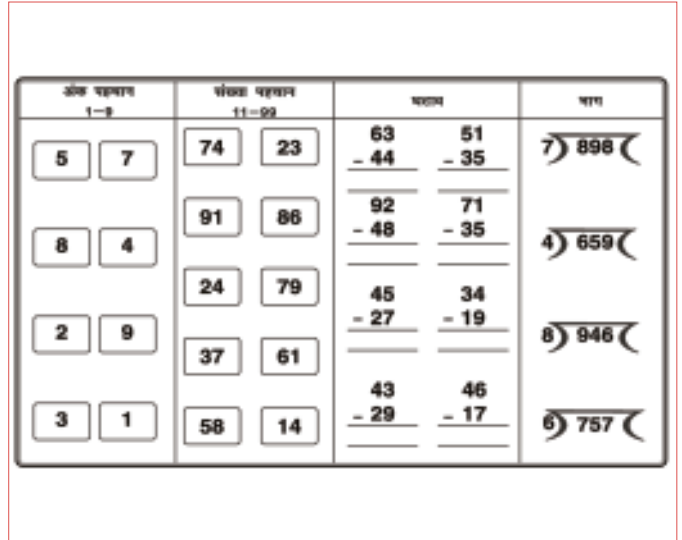 अंक पहचान
1—9
संख्या पहचान
11—99
घटाव
भाग
5 7
8 4
2 9
3 1
74 23
91 86
24 79
37 61
58 14
63 51
- 44 - 35
92 71
- 48 - 35
45 34
- 27 - 19
43 46
- 29 - 17
7) 898 (
4) 659 (
8) 946 (
6) 757 (